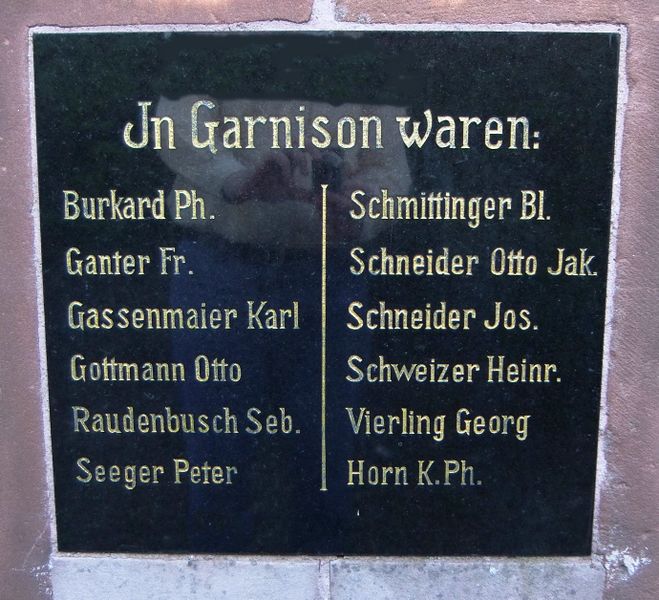 Jn Garnison waren:
Burkard Ph.
Ganter Fr.
Gassenmaier Karl
Gottmann Otto
Raudenbusch Seb.
Seeger Peter
Schmittinger Bl.
Schneider Otto Jak.
Schneider Jos.
Schweizer Heinr.
Vierling Georg
Horn K.Ph.